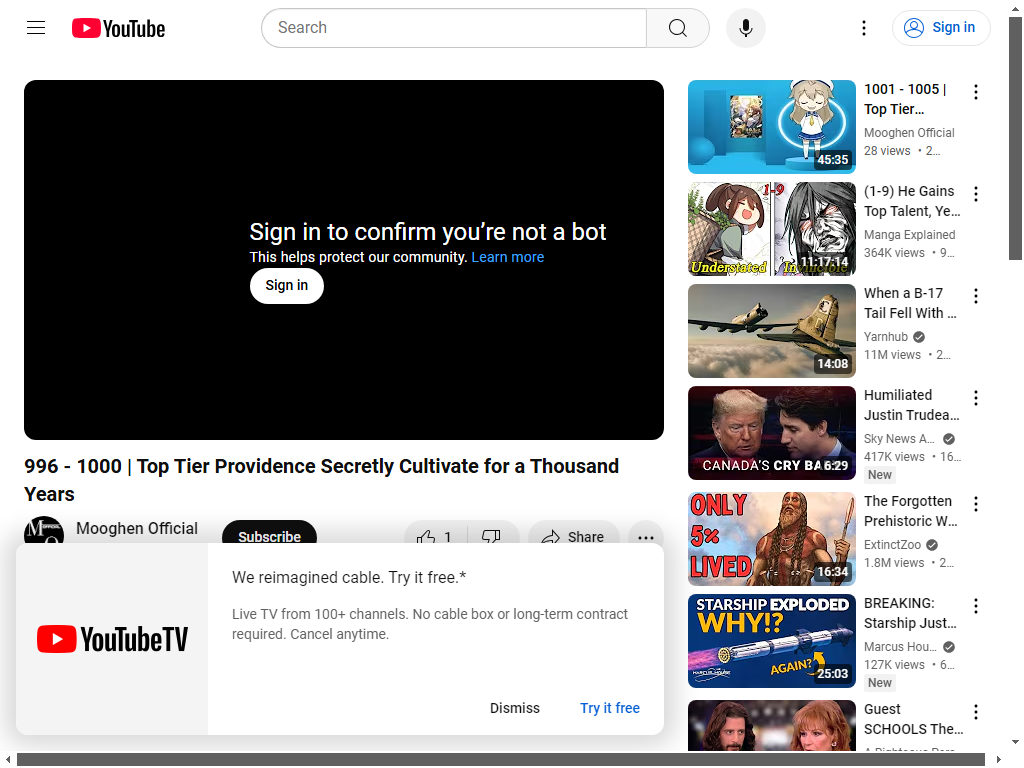 YouTube
Search
Sign in
Sign in to confirm you’re not a bot
This helps protect our community. Learn more
Sign in
996 - 1000 | Top Tier Providence Secretly Cultivate for a Thousand
Years
Mooghen Official
Subscribe
1
Share
YouTubeTV
We reimagined cable. Try it free.*
Live TV from 100+ channels. No cable box or long-term contract
required. Cancel anytime.
Dismiss
Try it free
45:35
1001 - 1005 |
Top Tier…
Mooghen Official
28 views • 2…
1-9
Understated
11:17:14
(1-9) He Gains
Top Talent, Ye…
Manga Explained
364K views • 9…
14:08
When a B-17
Tail Fell With …
Yarnhub
11M views • 2…
CANADA'S CRY BA
6:29
Humiliated
Justin Trudea…
Sky News A…
417K views • 16…
New
ONLY
5%
LIVED
16:34
The Forgotten
Prehistoric W…
ExtinctZoo
1.8M views • 2…
STARSHIP EXPLODED
WHY!?
AGAIN?
MARCUS HOUSE
25:03
BREAKING:
Starship Just…
Marcus Hou…
127K views • 6…
New
Guest
SCHOOLS The…